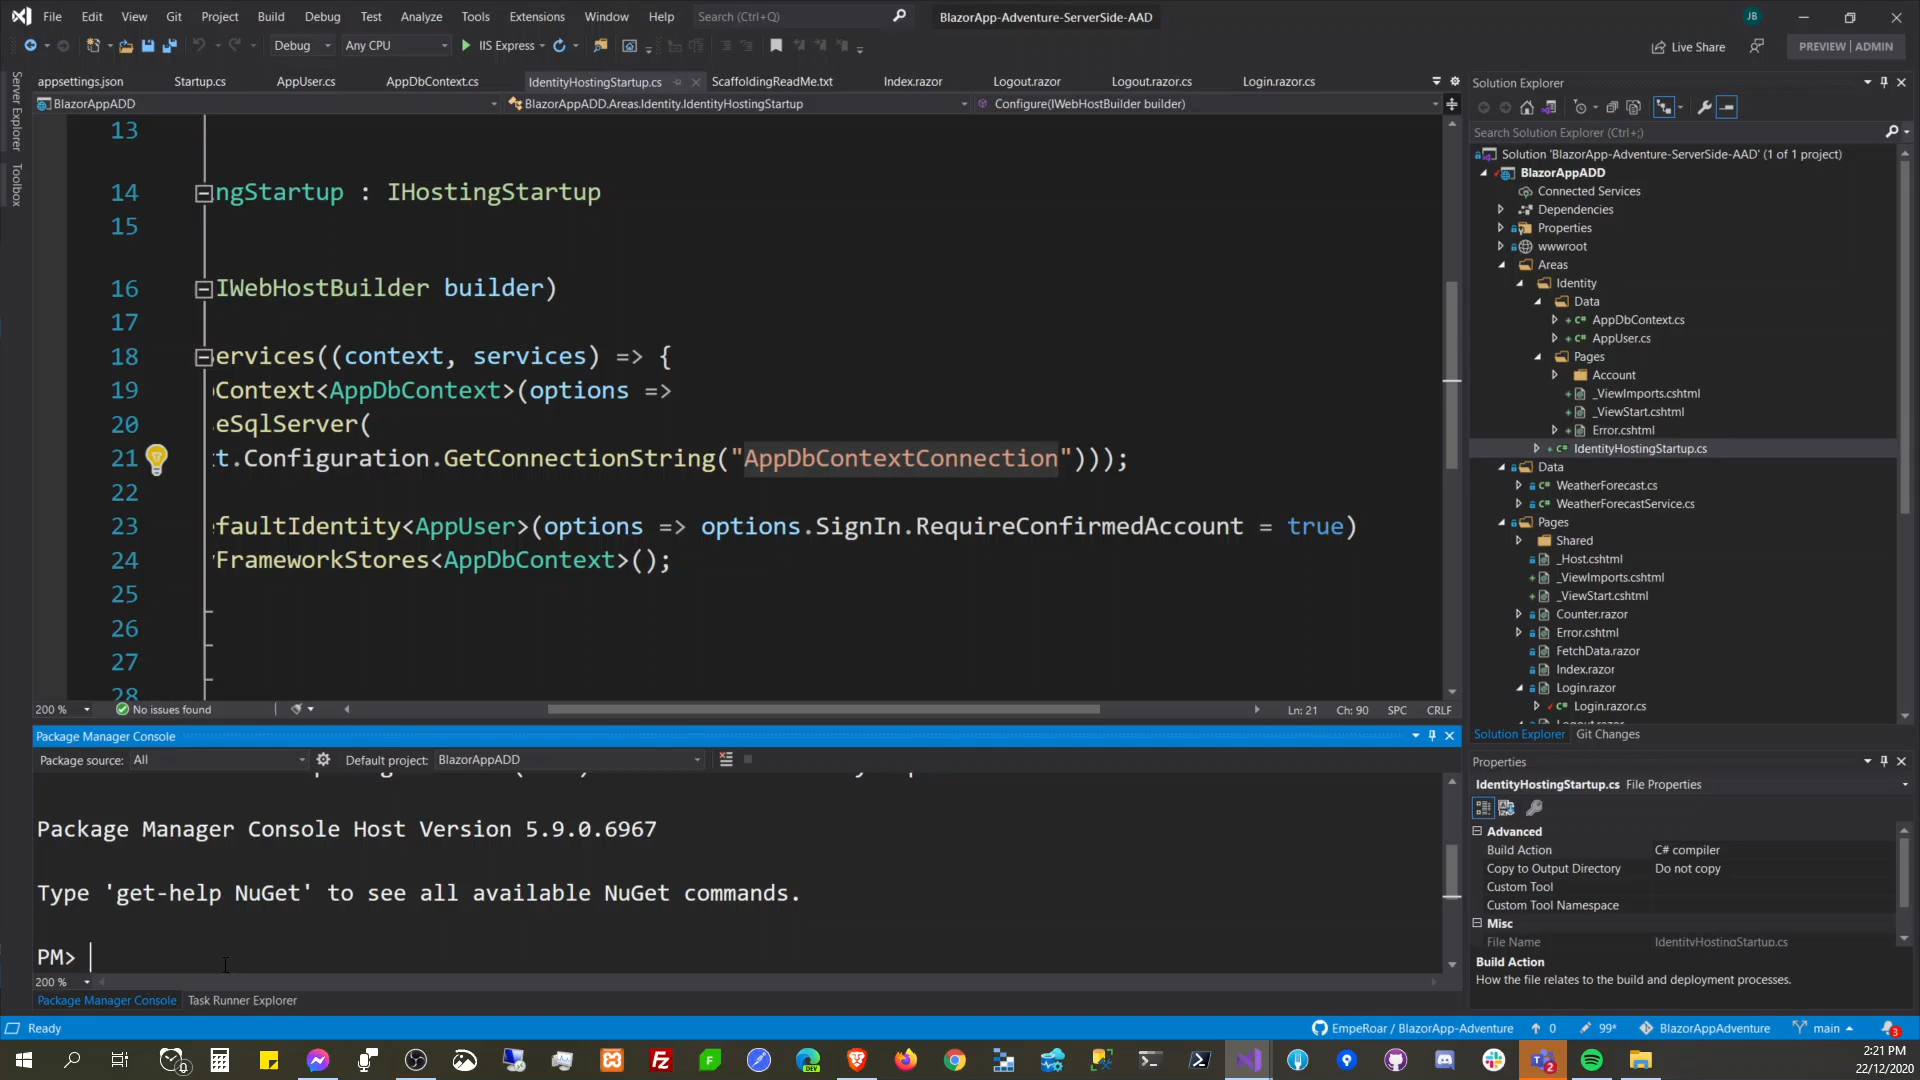 File Edit View Git Project Build Debug Test Analyze Tools Extensions Window Help Search (Ctrl+Q) BlazorApp-Adventure-ServerSide-AAD JB
Debug Any CPU IIS Express Live Share PREVIEW | ADMIN
appsettings.json Startup.cs AppUser.cs AppDbContext.cs IdentityHostingStartup.cs ScaffoldingReadMe.txt Index.razor Logout.razor Logout.razor.cs Login.razor.cs
BlazorAppADD BlazorAppADD.Areas.Identity.IdentityHostingStartup Configure(IWebHostBuilder builder)
Server Explorer
Toolbox
13
14 ngStartup : IHostingStartup
15
16 IWebHostBuilder builder)
17
18 ervices((context, services) => {
19 Context<AppDbContext>(options =>
20 eSqlServer(
21 t.Configuration.GetConnectionString("AppDbContextConnection")));
22
23 faultIdentity<AppUser>(options => options.SignIn.RequireConfirmedAccount = true)
24 FrameworkStores<AppDbContext>();
25
26
27
28
200 % No issues found Ln: 21 Ch: 90 SPC CRLF
Package Manager Console
Package source: All Default project: BlazorAppADD
Package Manager Console Host Version 5.9.0.6967
Type 'get-help NuGet' to see all available NuGet commands.
PM>
200 %
Package Manager Console Task Runner Explorer
Solution Explorer
Search Solution Explorer (Ctrl+;)
Solution 'BlazorApp-Adventure-ServerSide-AAD' (1 of 1 project)
BlazorAppADD
Connected Services
Dependencies
Properties
wwwroot
Areas
Identity
Data
AppDbContext.cs
AppUser.cs
Pages
Account
_ViewImports.cshtml
_ViewStart.cshtml
Error.cshtml
IdentityHostingStartup.cs
Data
WeatherForecast.cs
WeatherForecastService.cs
Pages
Shared
_Host.cshtml
_ViewImports.cshtml
_ViewStart.cshtml
Counter.razor
Error.cshtml
FetchData.razor
Index.razor
Login.razor
Login.razor.cs
Logout.razor
Solution Explorer Git Changes
Properties
IdentityHostingStartup.cs File Properties
Advanced
Build Action C# compiler
Copy to Output Directory Do not copy
Custom Tool
Custom Tool Namespace
Misc
File Name IdentityHostingStartup.cs
Build Action
How the file relates to the build and deployment processes.
Ready EmpeRoar / BlazorApp-Adventure 0 99* BlazorAppAdventure main 3
2:21 PM
22/12/2020